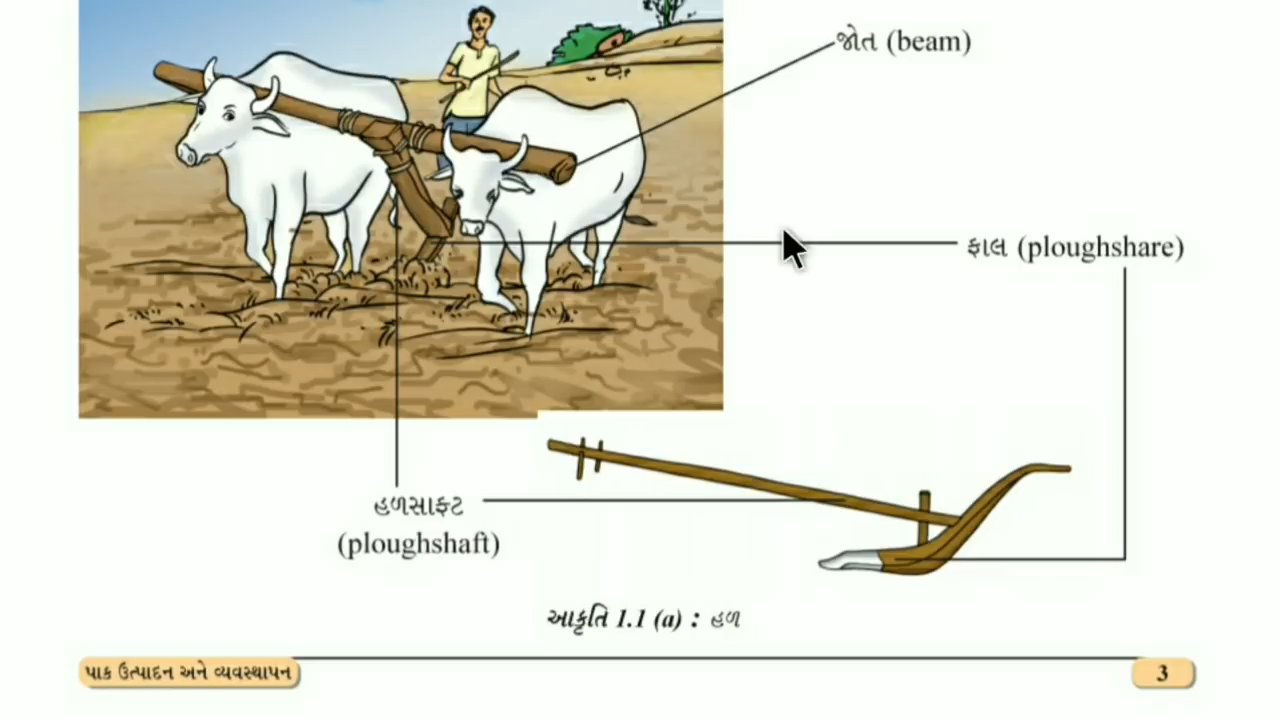 જોત (beam)
ફાલ (ploughshare)
હળસાફ્ટ
(ploughshaft)
આકૃતિ 1.1 (a) : હળ
પાક ઉત્પાદન અને વ્યવસ્થાપન
3